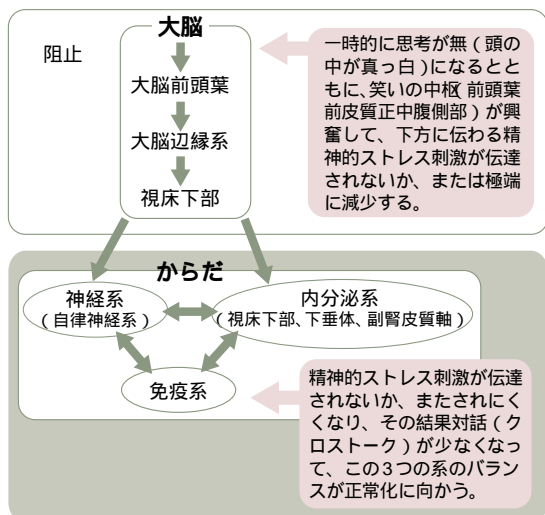 大脳
阻止
大脳前頭葉
大脳辺縁系
視床下部
一時的に思考が無（頭の
中が真っ白）になるとと
もに、笑いの中枢（前頭葉
前皮質正中腹側部）が興
奮して、下方に伝わる精
神的ストレス刺激が伝達
されないか、または極端
に減少する。
からだ
神経系
（自律神経系）
内分泌系
（視床下部、下垂体、副腎皮質軸）
免疫系
精神的ストレス刺激が伝達
されないか、またされにく
くなり、その結果対話（ク
ロストーク）が少なくなっ
て、この3つの系のバラン
スが正常化に向かう。